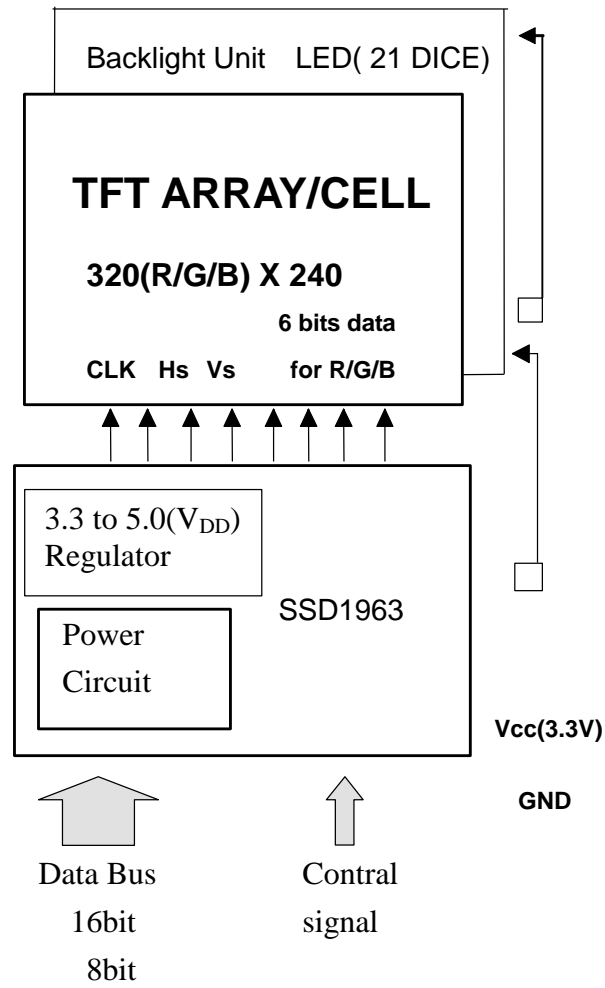 Backlight Unit LED( 21 DICE)
TFT ARRAY/CELL
320(R/G/B) X 240
6 bits data
CLK Hs Vs for R/G/B
3.3 to 5.0(VDD)
Regulator
SSD1963
Power
Circuit
Vcc(3.3V)
GND
Data Bus
16bit
8bit
Contral
signal